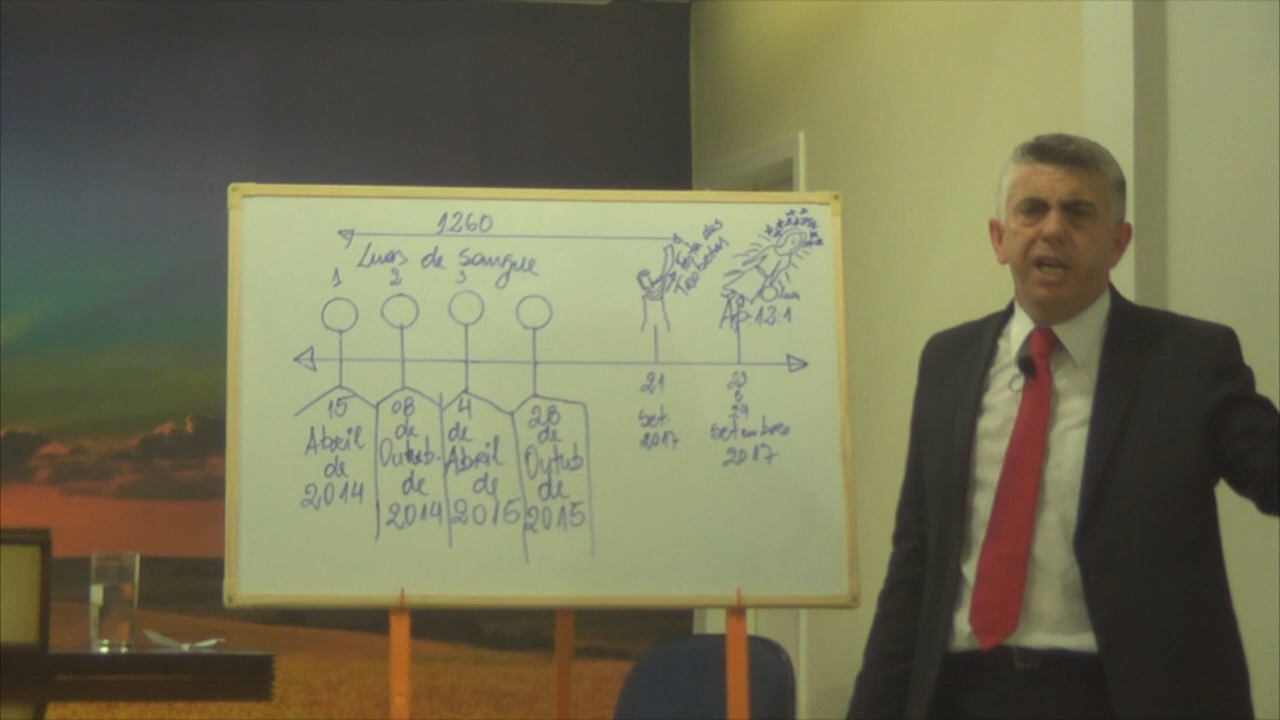 1260
Luas de Sangue
1 2 3
Festa das
Trombetas
Lua
Ap. 12:1
15
Abril
de
2014
08
de
Outub.
de
2014
4
de
Abril
de
2015
28
de
Outub
de
2015
21
Set.
2017
23
e
24
Setembro
2017